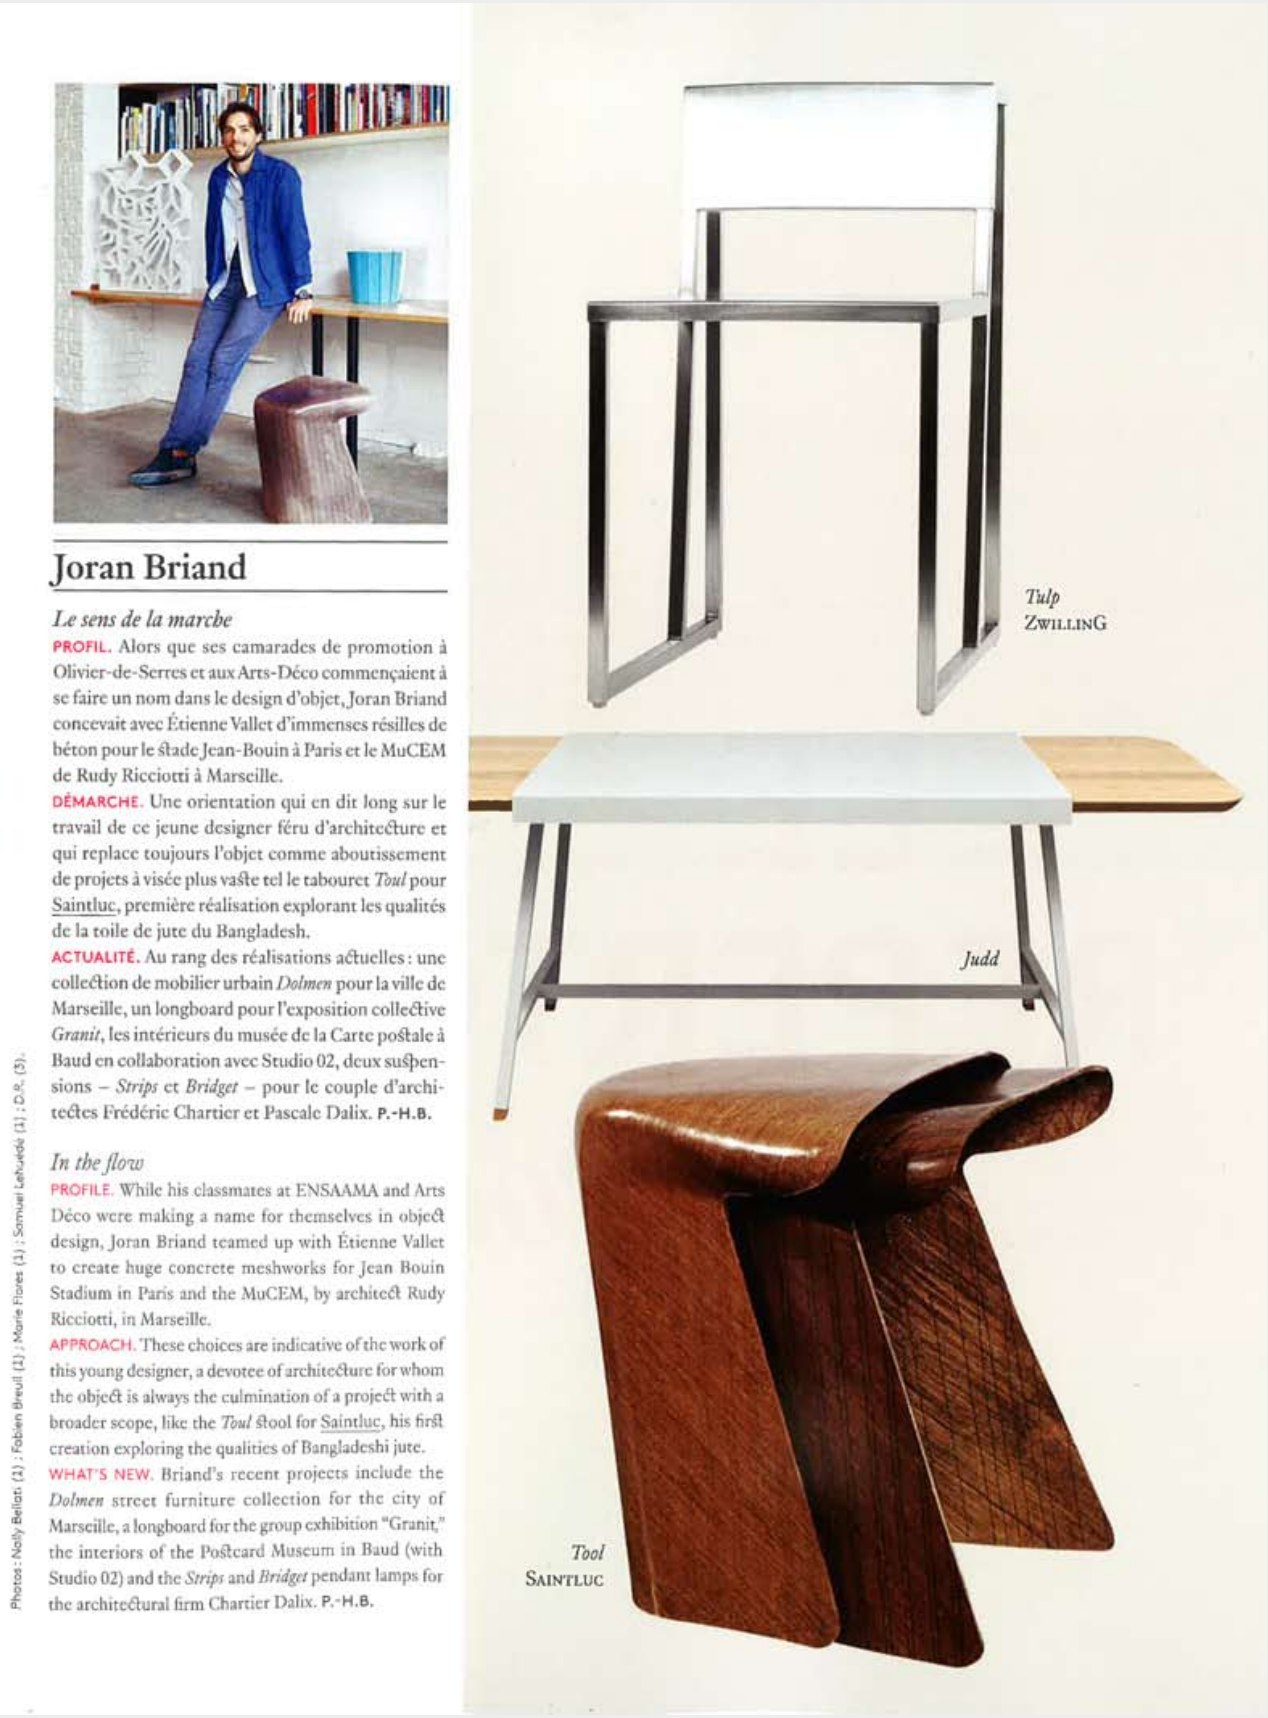 Joran Briand
Le sens de la marche
PROFIL. Alors que ses camarades de promotion à
Olivier-de-Serres et aux Arts-Déco commençaient à
se faire un nom dans le design d'objet, Joran Briand
concevait avec Étienne Vallet d'immenses résilles de
béton pour le stade Jean-Bouin à Paris et le MuCEM
de Rudy Ricciotti à Marseille.
DÉMARCHE. Une orientation qui en dit long sur le
travail de ce jeune designer féru d'architecture et
qui replace toujours l'objet comme aboutissement
de projets à visée plus vaste tel le tabouret Toul pour
Saintluc, première réalisation explorant les qualités
de la toile de jute du Bangladesh.
ACTUALITÉ. Au rang des réalisations actuelles : une
collection de mobilier urbain Dolmen pour la ville de
Marseille, un longboard pour l'exposition collective
Granit, les intérieurs du musée de la Carte postale à
Baud en collaboration avec Studio 02, deux suspen-
sions – Strips et Bridget – pour le couple d'archi-
tectes Frédéric Chartier et Pascale Dalix. P.-H.B.
In the flow
PROFILE. While his classmates at ENSAAMA and Arts
Déco were making a name for themselves in object
design, Joran Briand teamed up with Étienne Vallet
to create huge concrete meshworks for Jean Bouin
Stadium in Paris and the MuCEM, by architect Rudy
Ricciotti, in Marseille.
APPROACH. These choices are indicative of the work of
this young designer, a devotee of architecture for whom
the object is always the culmination of a project with a
broader scope, like the Toul stool for Saintluc, his first
creation exploring the qualities of Bangladeshi jute.
WHAT'S NEW. Briand's recent projects include the
Dolmen street furniture collection for the city of
Marseille, a longboard for the group exhibition "Granit,"
the interiors of the Postcard Museum in Baud (with
Studio 02) and the Strips and Bridget pendant lamps for
the architectural firm Chartier Dalix. P.-H.B.
Photos : Nally Bellati (1) ; Fabien Breuil (1) ; Marie Flores (1) ; Samuel Lehuédé (1) ; D.R. (3).
Tulp
ZWILLING
Judd
Tool
SAINTLUC